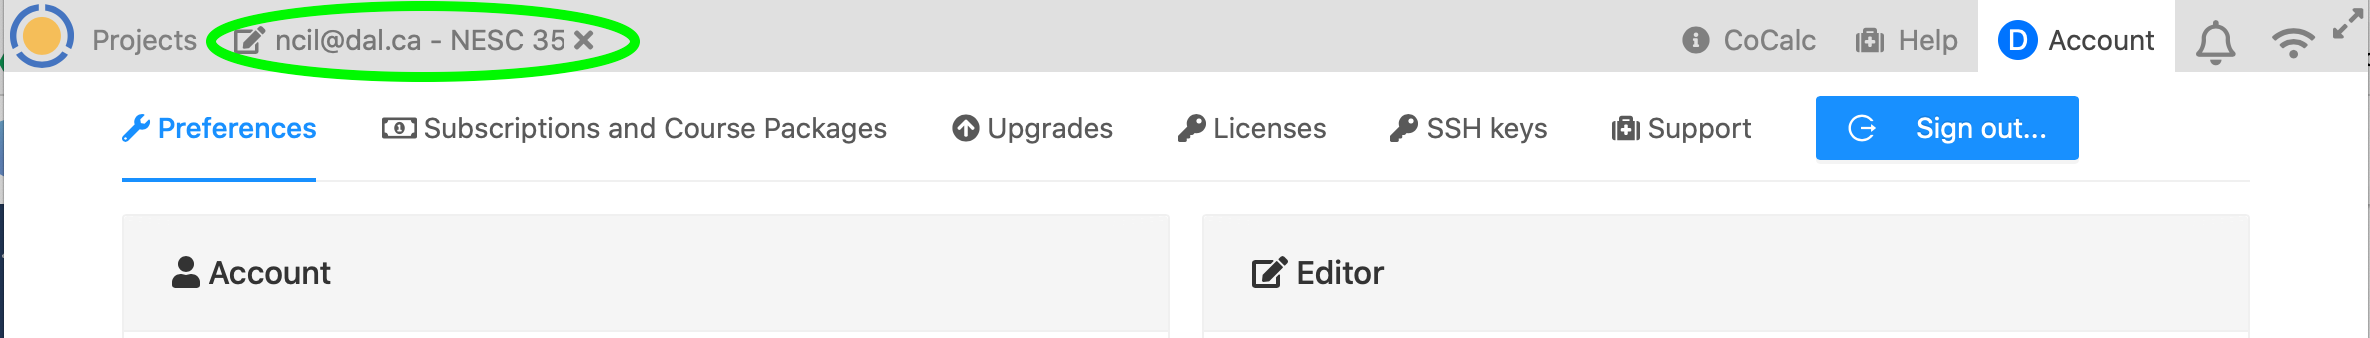 Projects ncil@dal.ca - NESC 35 CoCalc Help D Account
Preferences Subscriptions and Course Packages Upgrades Licenses SSH keys Support Sign out...
Account Editor